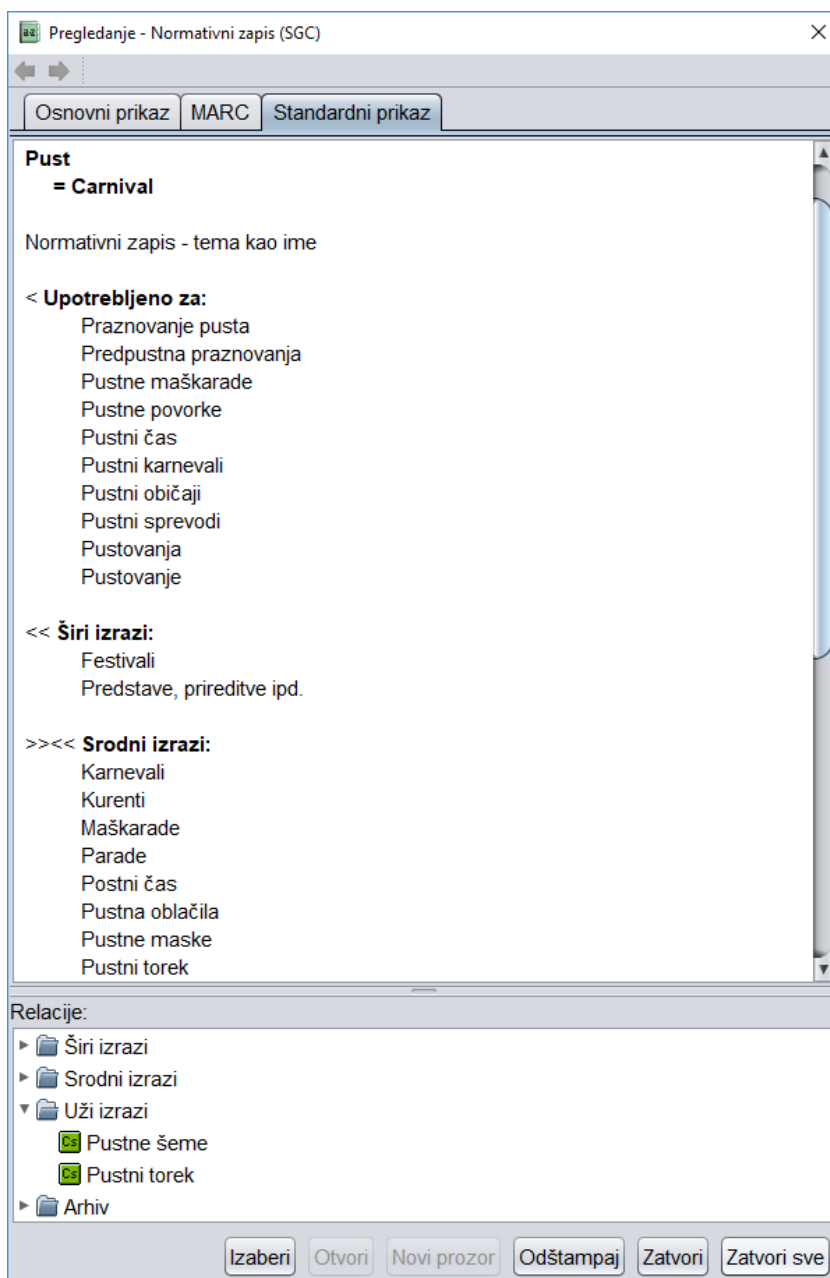 Pregledanje - Normativni zapis (SGC)
Osnovni prikaz MARC Standardni prikaz
Pust
= Carnival
Normativni zapis - tema kao ime
< Upotrebljeno za:
Praznovanje pusta
Predpustna praznovanja
Pustne maškarade
Pustne povorke
Pustni čas
Pustni karnevali
Pustni običaji
Pustni sprevodi
Pustovanja
Pustovanje
<< Širi izrazi:
Festivali
Predstave, prireditve ipd.
>><< Srodni izrazi:
Karnevali
Kurenti
Maškarade
Parade
Postni čas
Pustna oblačila
Pustne maske
Pustni torek
Relacije:
Širi izrazi
Srodni izrazi
Uži izrazi
Cs Pustne šeme
Cs Pustni torek
Arhiv
Izaberi Otvori Novi prozor Odštampaj Zatvori Zatvori sve